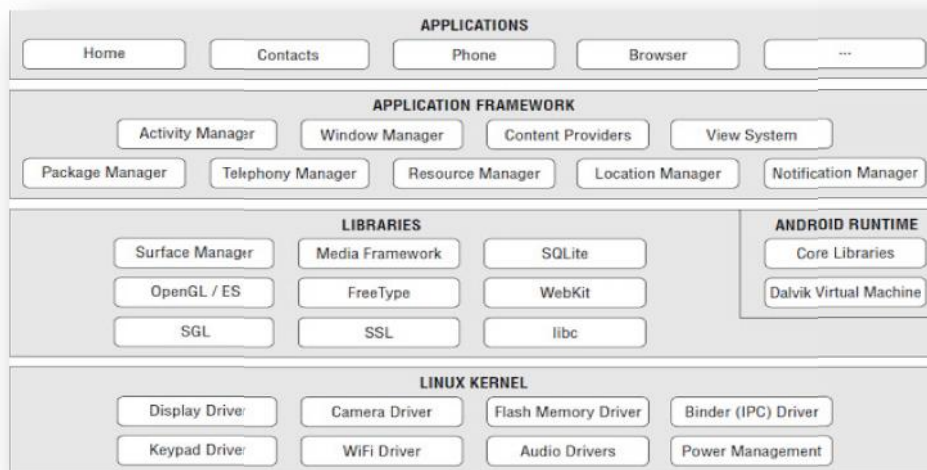 APPLICATIONS
Home Contacts Phone Browser ...
APPLICATION FRAMEWORK
Activity Manager Window Manager Content Providers View System
Package Manager Telephony Manager Resource Manager Location Manager Notification Manager
LIBRARIES ANDROID RUNTIME
Surface Manager Media Framework SQLite Core Libraries
OpenGL / ES FreeType WebKit Dalvik Virtual Machine
SGL SSL libc
LINUX KERNEL
Display Driver Camera Driver Flash Memory Driver Binder (IPC) Driver
Keypad Driver WiFi Driver Audio Drivers Power Management